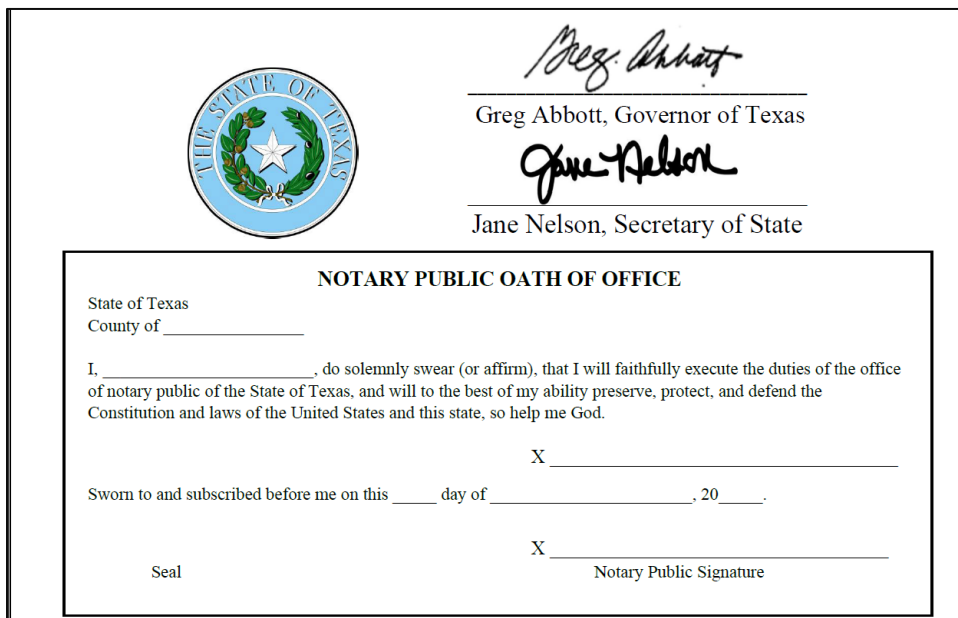 THE STATE OF TEXAS
Greg Abbott
Greg Abbott, Governor of Texas
Jane Nelson
Jane Nelson, Secretary of State
NOTARY PUBLIC OATH OF OFFICE
State of Texas
County of _________________
I, _________________________, do solemnly swear (or affirm), that I will faithfully execute the duties of the office
of notary public of the State of Texas, and will to the best of my ability preserve, protect, and defend the
Constitution and laws of the United States and this state, so help me God.
X ________________________________________
Sworn to and subscribed before me on this _____ day of ________________________, 20_____.
X ________________________________________
Seal
Notary Public Signature